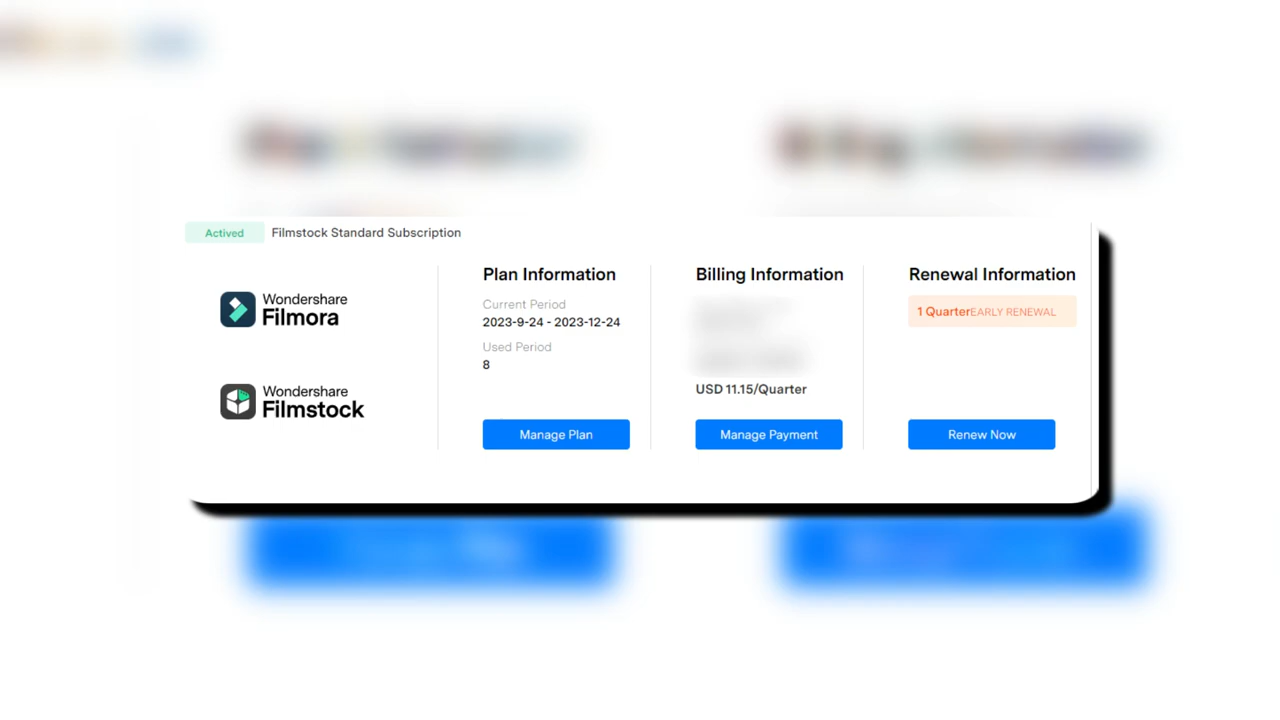 Actived Filmstock Standard Subscription
Wondershare
Filmora
Wondershare
Filmstock
Plan Information
Current Period
2023-9-24 - 2023-12-24
Used Period
8
Manage Plan
Billing Information
USD 11.15/Quarter
Manage Payment
Renewal Information
1 QuarterEARLY RENEWAL
Renew Now